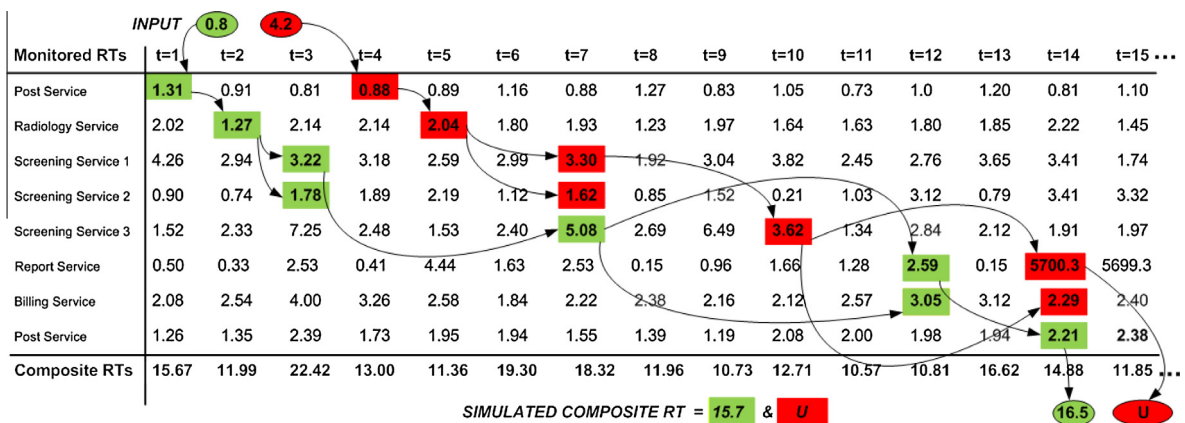 INPUT 0.8 4.2
Monitored RTs t=1 t=2 t=3 t=4 t=5 t=6 t=7 t=8 t=9 t=10 t=11 t=12 t=13 t=14 t=15 ...
Post Service 1.31 0.91 0.81 0.88 0.89 1.16 0.88 1.27 0.83 1.05 0.73 1.0 1.20 0.81 1.10
Radiology Service 2.02 1.27 2.14 2.14 2.04 1.80 1.93 1.23 1.97 1.64 1.63 1.80 1.85 2.22 1.45
Screening Service 1 4.26 2.94 3.22 3.18 2.59 2.99 3.30 1.92 3.04 3.82 2.45 2.76 3.65 3.41 1.74
Screening Service 2 0.90 0.74 1.78 1.89 2.19 1.12 1.62 0.85 1.52 0.21 1.03 3.12 0.79 3.41 3.32
Screening Service 3 1.52 2.33 7.25 2.48 1.53 2.40 5.08 2.69 6.49 3.62 1.34 2.84 2.12 1.91 1.97
Report Service 0.50 0.33 2.53 0.41 4.44 1.63 2.53 0.15 0.96 1.66 1.28 2.59 0.15 5700.3 5699.3
Billing Service 2.08 2.54 4.00 3.26 2.58 1.84 2.22 2.38 2.16 2.12 2.57 3.05 3.12 2.29 2.40
Post Service 1.26 1.35 2.39 1.73 1.95 1.94 1.55 1.39 1.19 2.08 2.00 1.98 1.94 2.21 2.38
Composite RTs 15.67 11.99 22.42 13.00 11.36 19.30 18.32 11.96 10.73 12.71 10.57 10.81 16.62 14.88 11.85 ...
SIMULATED COMPOSITE RT = 15.7 & U 16.5 U